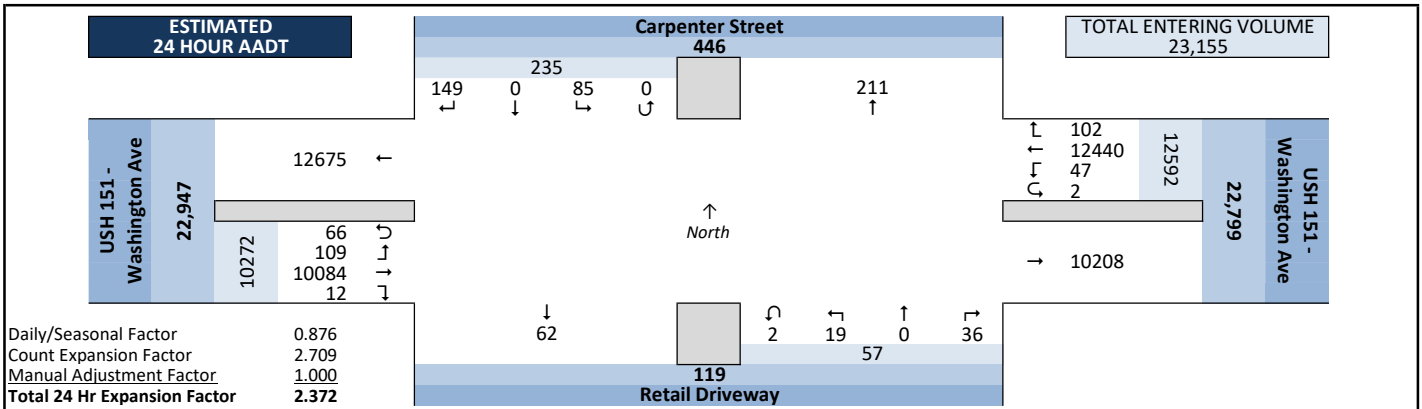 ESTIMATED
24 HOUR AADT
Carpenter Street
446
TOTAL ENTERING VOLUME
23,155
235
149 0 85 0
↵ ↓ ↳ ↺
211
↑
USH 151 -
Washington Ave
22,947
12675 ←
10272
66 ↺
109 ↰
10084 →
12 ↴
↑
North
↱ 102
← 12440
↲ 47
↺ 2
12592
22,799
USH 151 -
Washington Ave
→ 10208
↓
62
↺ ↰ ↑ ↱
2 19 0 36
57
119
Retail Driveway
Daily/Seasonal Factor 0.876
Count Expansion Factor 2.709
Manual Adjustment Factor 1.000
Total 24 Hr Expansion Factor 2.372